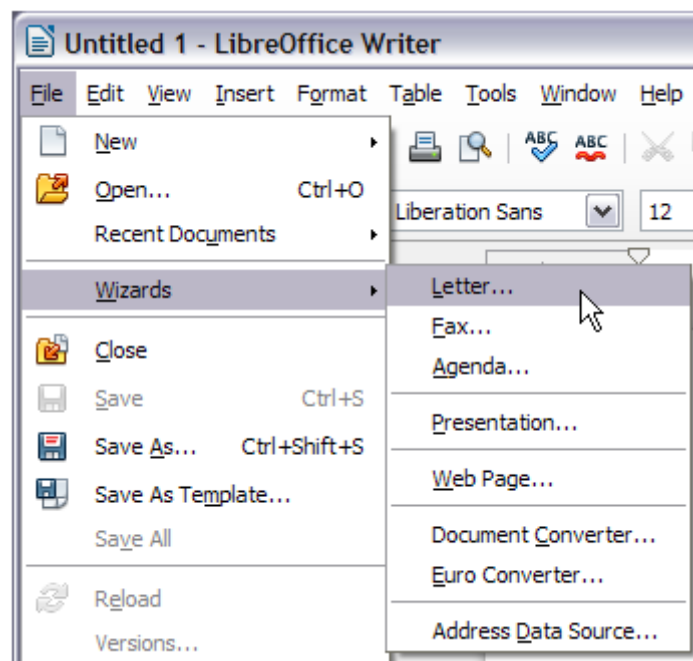 Untitled 1 - LibreOffice Writer
File Edit View Insert Format Table Tools Window Help
New
ABC ABC
Open... Ctrl+O
Liberation Sans 12
Recent Documents
Wizards
Letter...
Fax...
Agenda...
Presentation...
Web Page...
Document Converter...
Euro Converter...
Address Data Source...
Close
Save Ctrl+S
Save As... Ctrl+Shift+S
Save As Template...
Save All
Reload
Versions...